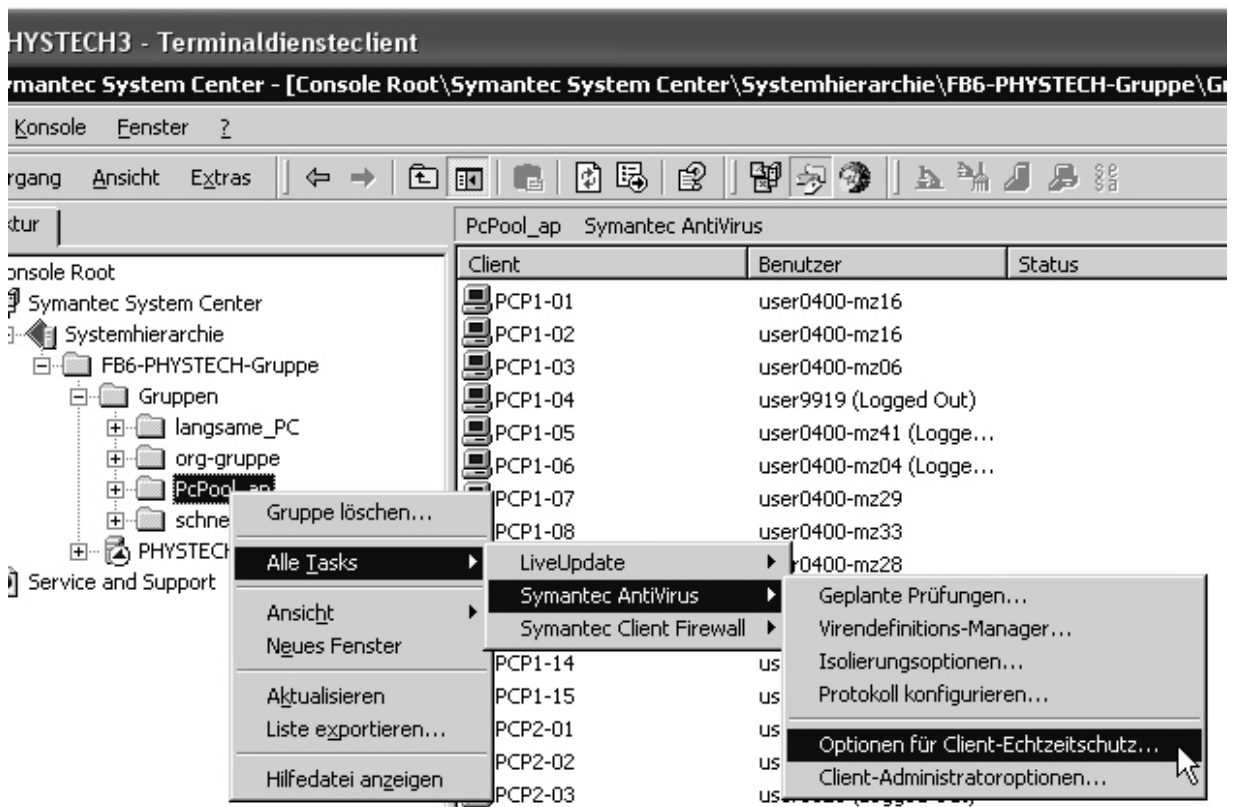 HYSTECH3 - Terminaldiensteclient
ymantec System Center - [Console Root\Symantec System Center\Systemhierarchie\FB6-PHYSTECH-Gruppe\Gr
Konsole Fenster ?
rgang Ansicht Extras
ktur
PcPool_ap Symantec AntiVirus
Client Benutzer Status
onsole Root
Symantec System Center
Systemhierarchie
FB6-PHYSTECH-Gruppe
Gruppen
langsame_PC
org-gruppe
PcPool_ap
schne
PHYSTECH
Service and Support
PCP1-01 user0400-mz16
PCP1-02 user0400-mz16
PCP1-03 user0400-mz06
PCP1-04 user9919 (Logged Out)
PCP1-05 user0400-mz41 (Logge...
PCP1-06 user0400-mz04 (Logge...
PCP1-07 user0400-mz29
PCP1-08 user0400-mz33
r0400-mz28
PCP1-14 us
PCP1-15 us
PCP2-01 us
PCP2-02 us
PCP2-03
Gruppe löschen...
Alle Tasks
Ansicht
Neues Fenster
Aktualisieren
Liste exportieren...
Hilfedatei anzeigen
LiveUpdate
Symantec AntiVirus
Symantec Client Firewall
Geplante Prüfungen...
Virendefinitions-Manager...
Isolierungsoptionen...
Protokoll konfigurieren...
Optionen für Client-Echtzeitschutz...
Client-Administratoroptionen...